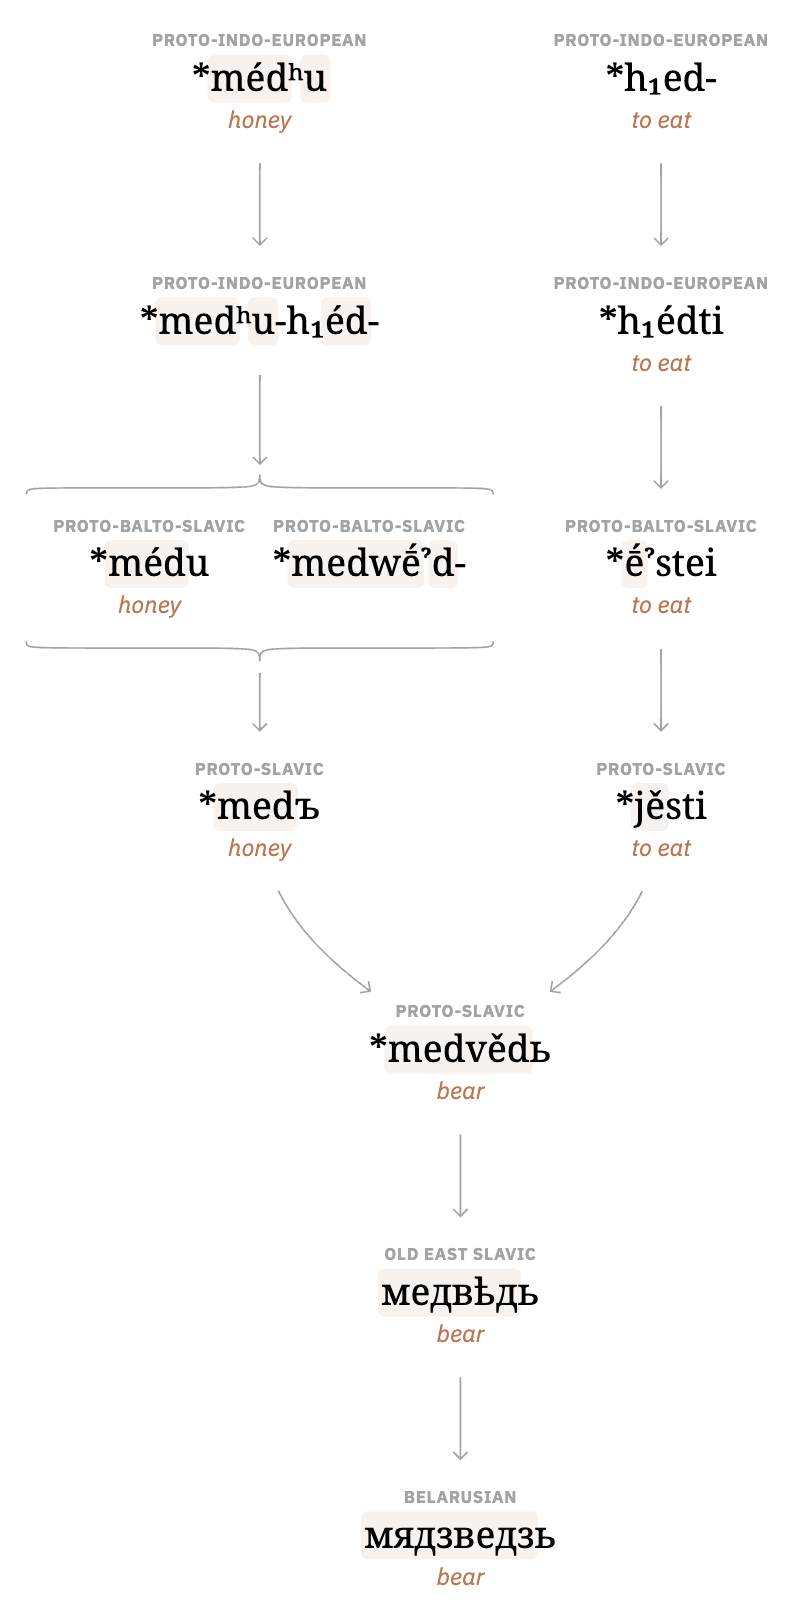 PROTO-INDO-EUROPEAN
*médʰu
honey
PROTO-INDO-EUROPEAN
*h₁ed-
to eat
PROTO-INDO-EUROPEAN
*medʰu-h₁éd-
PROTO-INDO-EUROPEAN
*h₁édti
to eat
PROTO-BALTO-SLAVIC
*médu
honey
PROTO-BALTO-SLAVIC
*medwḗˀd-
PROTO-BALTO-SLAVIC
*ḗˀstei
to eat
PROTO-SLAVIC
*medъ
honey
PROTO-SLAVIC
*jěsti
to eat
PROTO-SLAVIC
*medvědь
bear
OLD EAST SLAVIC
медвѣдь
bear
BELARUSIAN
мядзведзь
bear